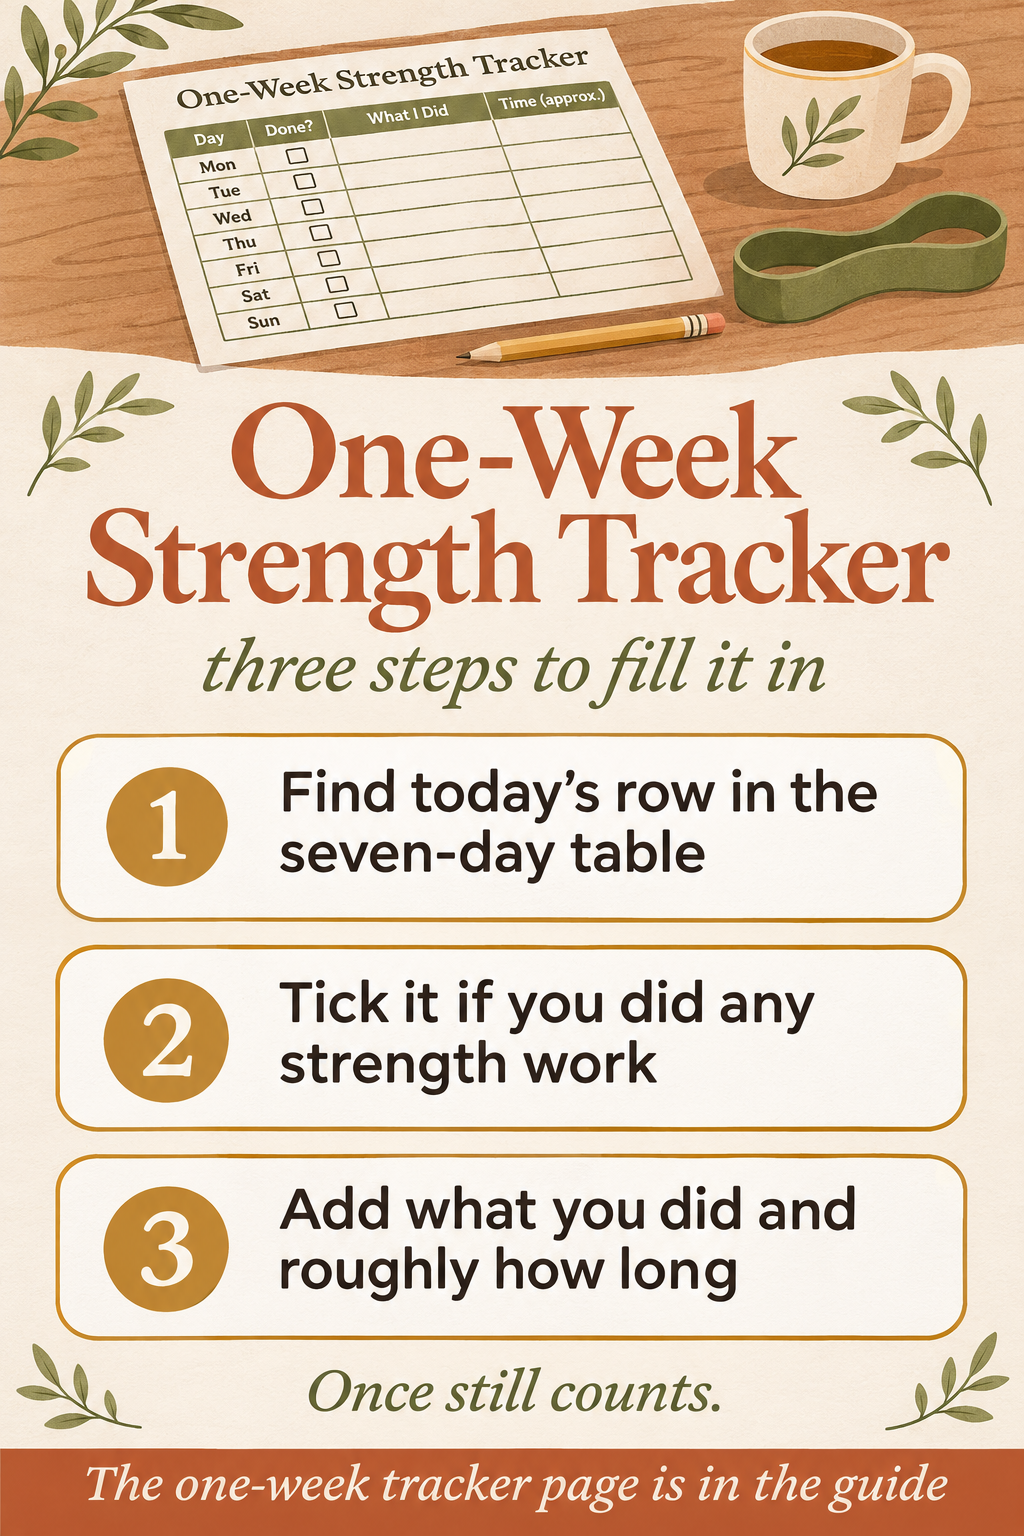 One-Week Strength Tracker
Day Done? What I Did Time (approx.)
Mon
Tue
Wed
Thu
Fri
Sat
Sun
One-Week
Strength Tracker
three steps to fill it in
1
Find today’s row in the
seven-day table
2
Tick it if you did any
strength work
3
Add what you did and
roughly how long
Once still counts.
The one-week tracker page is in the guide